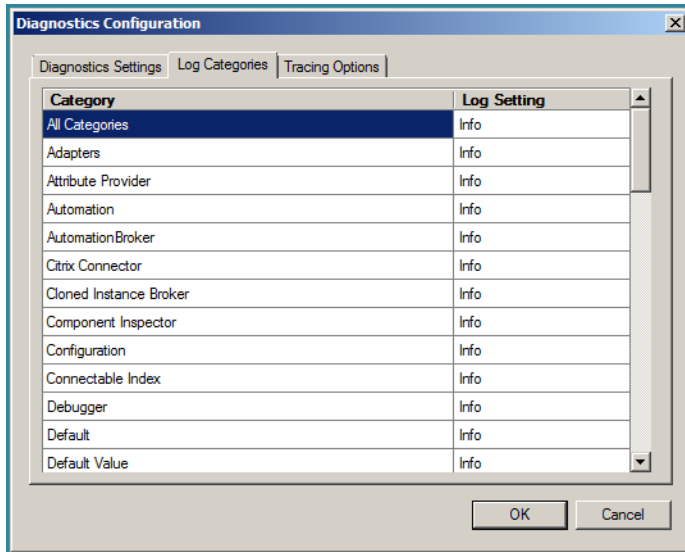 Diagnostics Configuration
Diagnostics Settings Log Categories Tracing Options
Category Log Setting
All Categories Info
Adapters Info
Attribute Provider Info
Automation Info
AutomationBroker Info
Citrix Connector Info
Cloned Instance Broker Info
Component Inspector Info
Configuration Info
Connectable Index Info
Debugger Info
Default Info
Default Value Info
OK Cancel